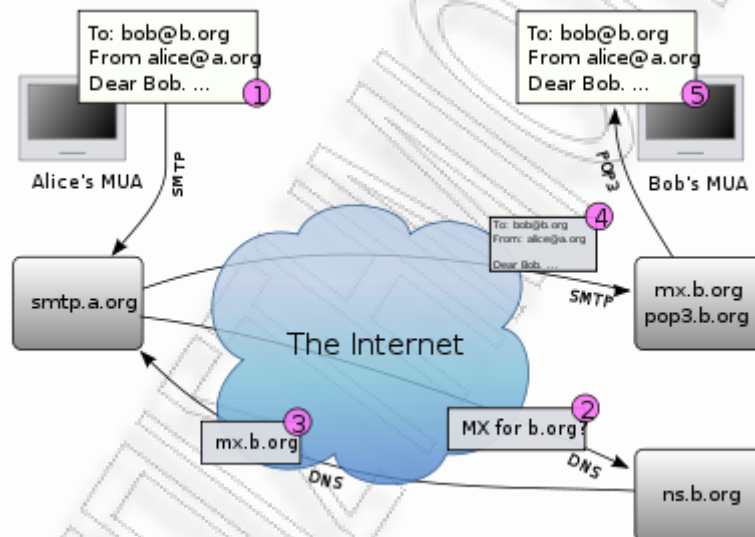 To: bob@b.org
From alice@a.org
Dear Bob. ...
1
Alice's MUA
SMTP
To: bob@b.org
From alice@a.org
Dear Bob. ...
5
Bob's MUA
POP3
To: bob@b.org
From: alice@a.org
Dear Bob. ...
4
SMTP
smtp.a.org
mx.b.org
pop3.b.org
The Internet
mx.b.org
3
DNS
MX for b.org?
2
DNS
ns.b.org